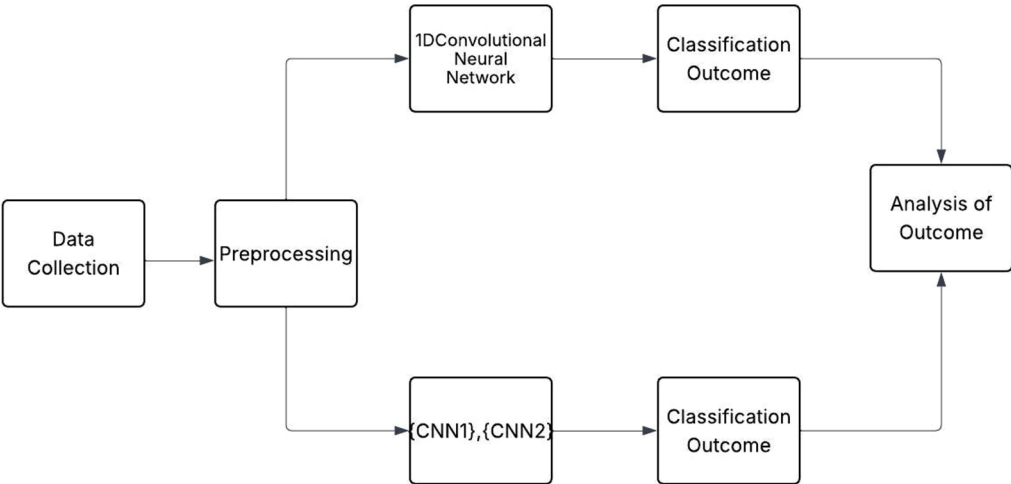 1DConvolutional
Neural
Network
Classification
Outcome
Data
Collection
Preprocessing
Analysis of
Outcome
{CNN1},{CNN2}
Classification
Outcome